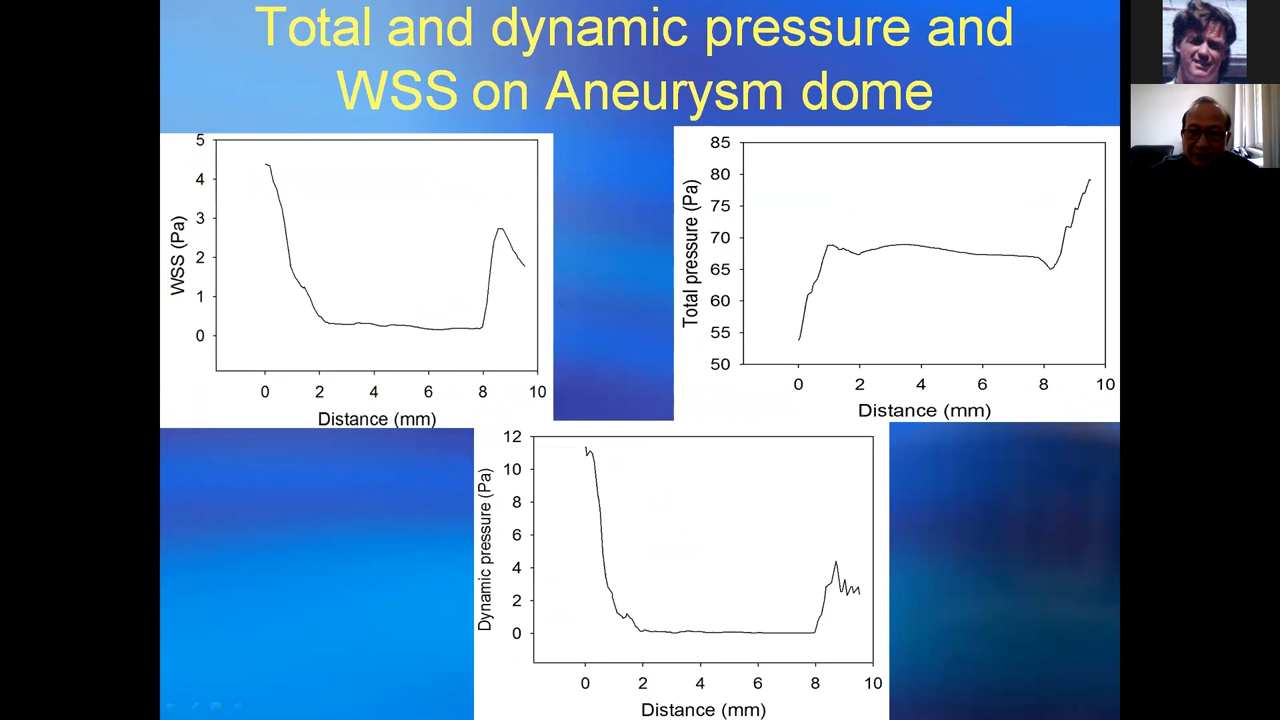 Total and dynamic pressure and
WSS on Aneurysm dome
5
4
3
2
1
0
WSS (Pa)
0 2 4 6 8 10
Distance (mm)
85
80
75
70
65
60
55
50
Total pressure (Pa)
0 2 4 6 8 10
Distance (mm)
12
10
8
6
4
2
0
Dynamic pressure (Pa)
0 2 4 6 8 10
Distance (mm)